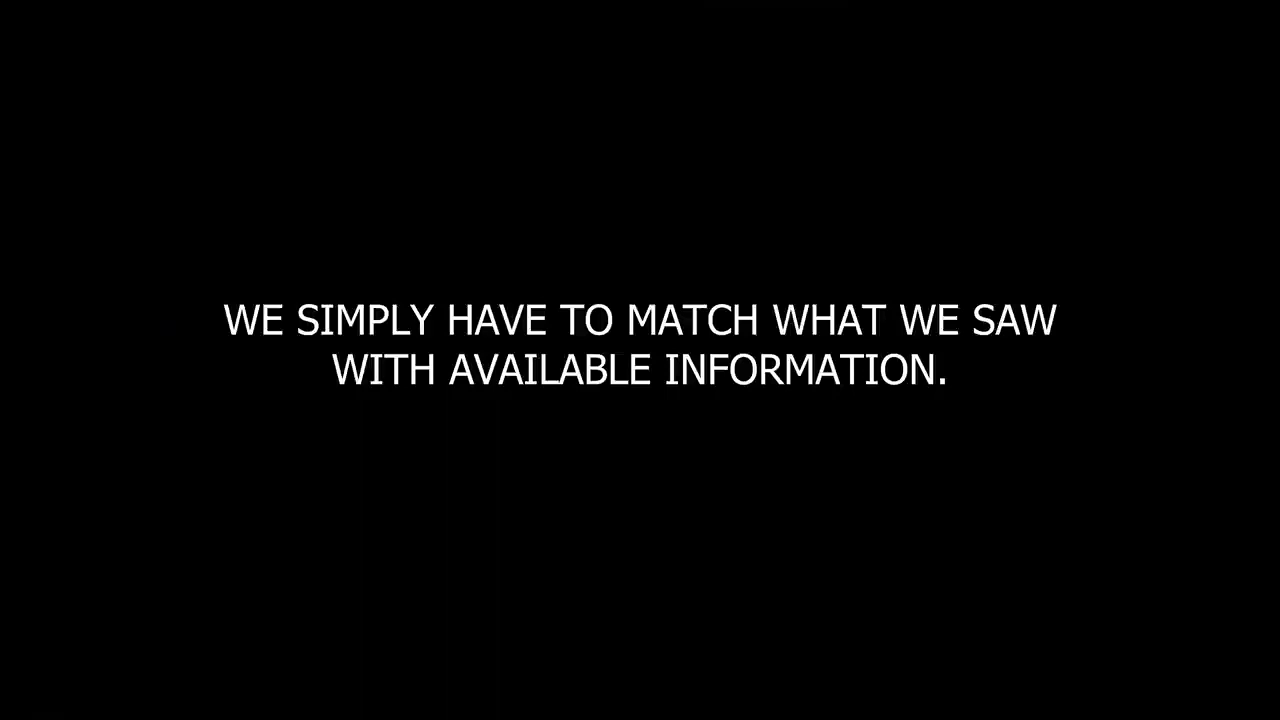 WE SIMPLY HAVE TO MATCH WHAT WE SAW
WITH AVAILABLE INFORMATION.